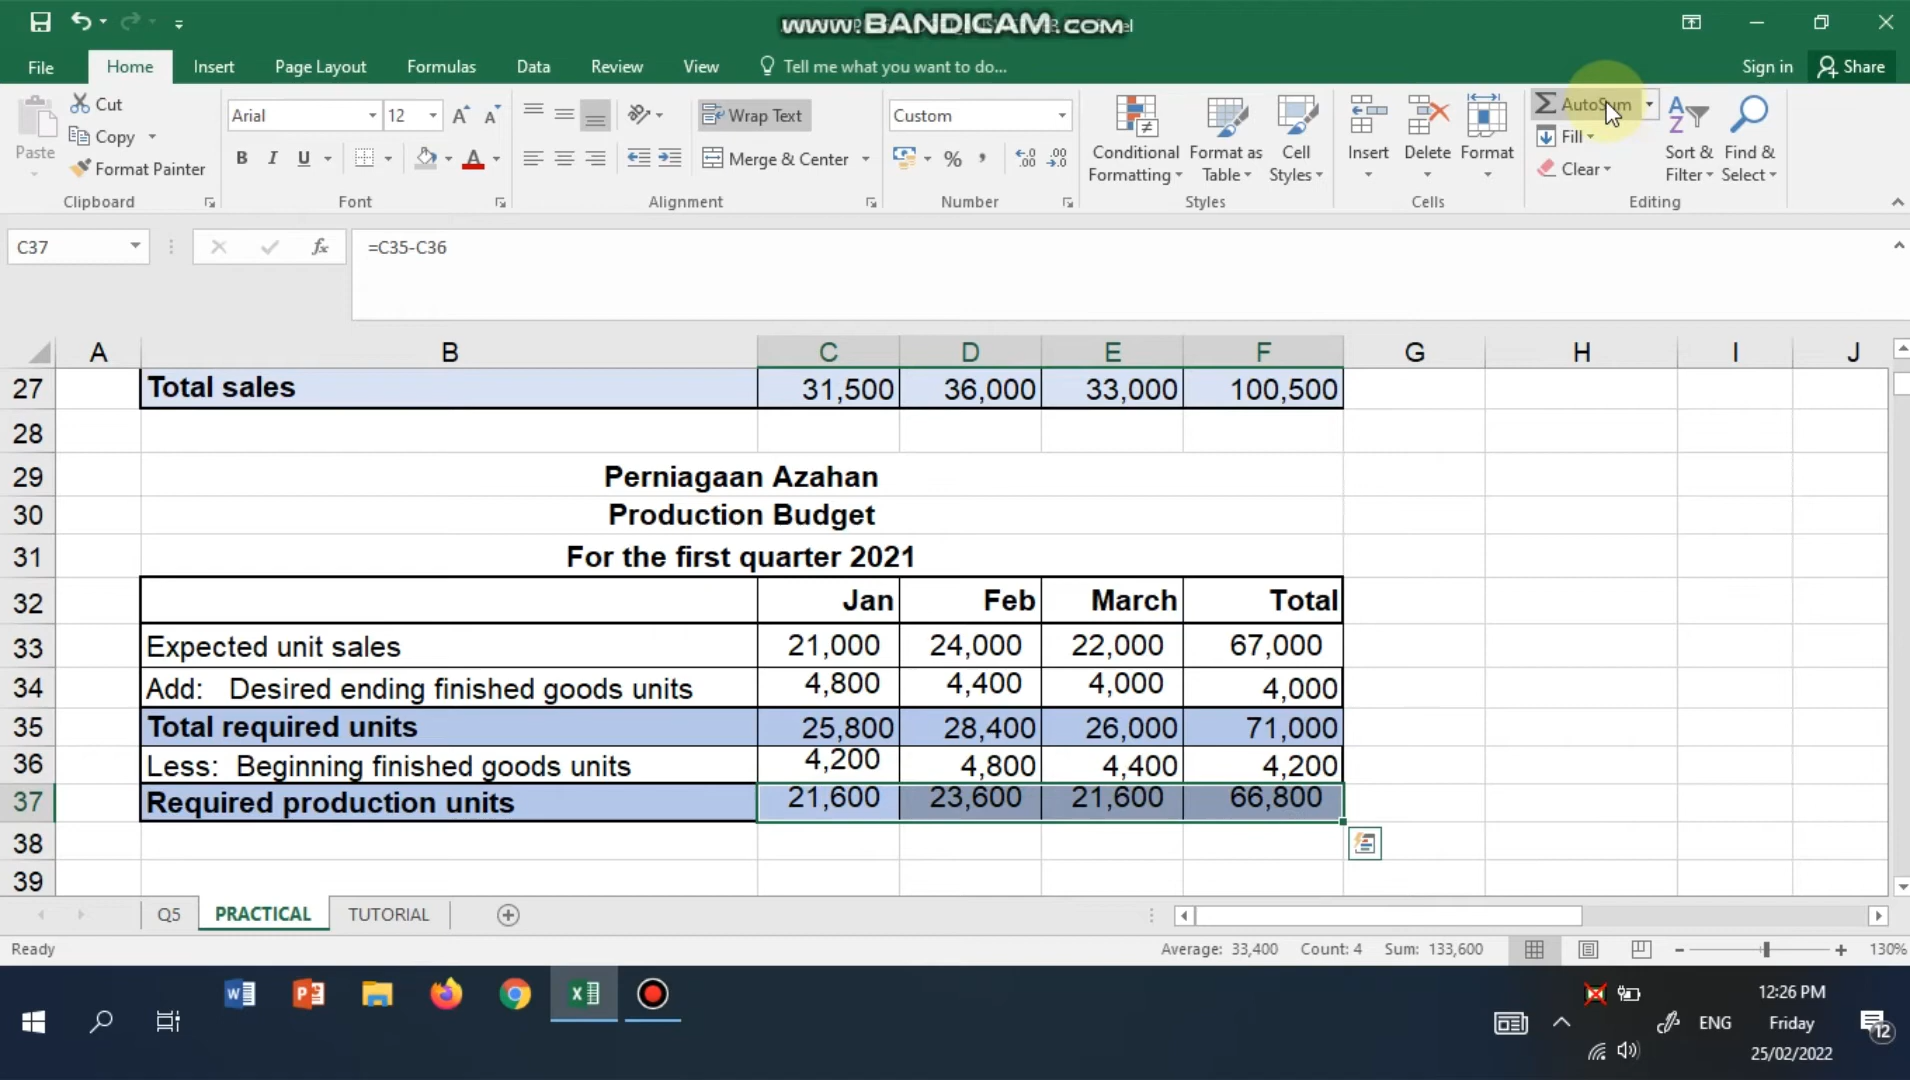 www.BANDICAM.com
File Home Insert Page Layout Formulas Data Review View Tell me what you want to do... Sign in Share
Cut
Copy
Format Painter
Paste
Clipboard
Arial 12
B I U
Font
Wrap Text
Merge & Center
Alignment
Custom
%
Number
Conditional Formatting
Format as Table
Cell Styles
Styles
Insert Delete Format
Cells
AutoSum
Fill
Clear
Sort & Filter
Find & Select
Editing
C37 fx =C35-C36
A B C D E F G H I J
27 Total sales 31,500 36,000 33,000 100,500
28
29 Perniagaan Azahan
30 Production Budget
31 For the first quarter 2021
32 Jan Feb March Total
33 Expected unit sales 21,000 24,000 22,000 67,000
34 Add: Desired ending finished goods units 4,800 4,400 4,000 4,000
35 Total required units 25,800 28,400 26,000 71,000
36 Less: Beginning finished goods units 4,200 4,800 4,400 4,200
37 Required production units 21,600 23,600 21,600 66,800
38
39
Q5 PRACTICAL TUTORIAL
Ready Average: 33,400 Count: 4 Sum: 133,600 130%
12:26 PM
ENG Friday
25/02/2022
12